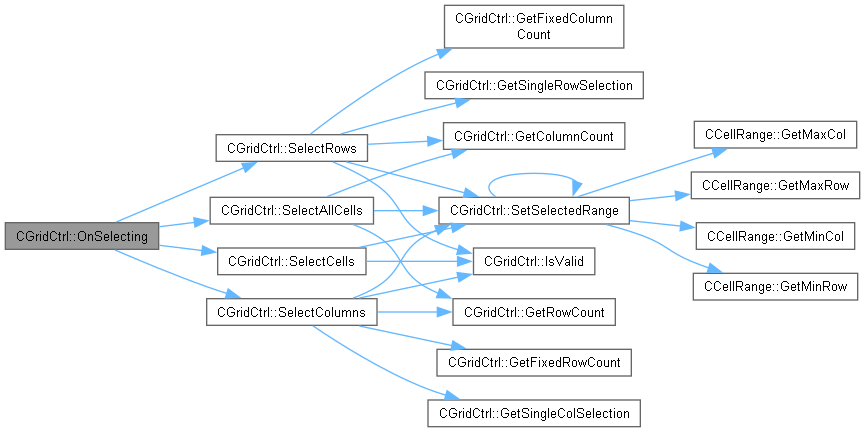 CGridCtrl::OnSelecting
CGridCtrl::SelectRows
CGridCtrl::SelectAllCells
CGridCtrl::SelectCells
CGridCtrl::SelectColumns
CGridCtrl::GetFixedColumn
Count
CGridCtrl::GetSingleRowSelection
CGridCtrl::GetColumnCount
CGridCtrl::SetSelectedRange
CGridCtrl::IsValid
CGridCtrl::GetRowCount
CGridCtrl::GetFixedRowCount
CGridCtrl::GetSingleColSelection
CCellRange::GetMaxCol
CCellRange::GetMaxRow
CCellRange::GetMinCol
CCellRange::GetMinRow